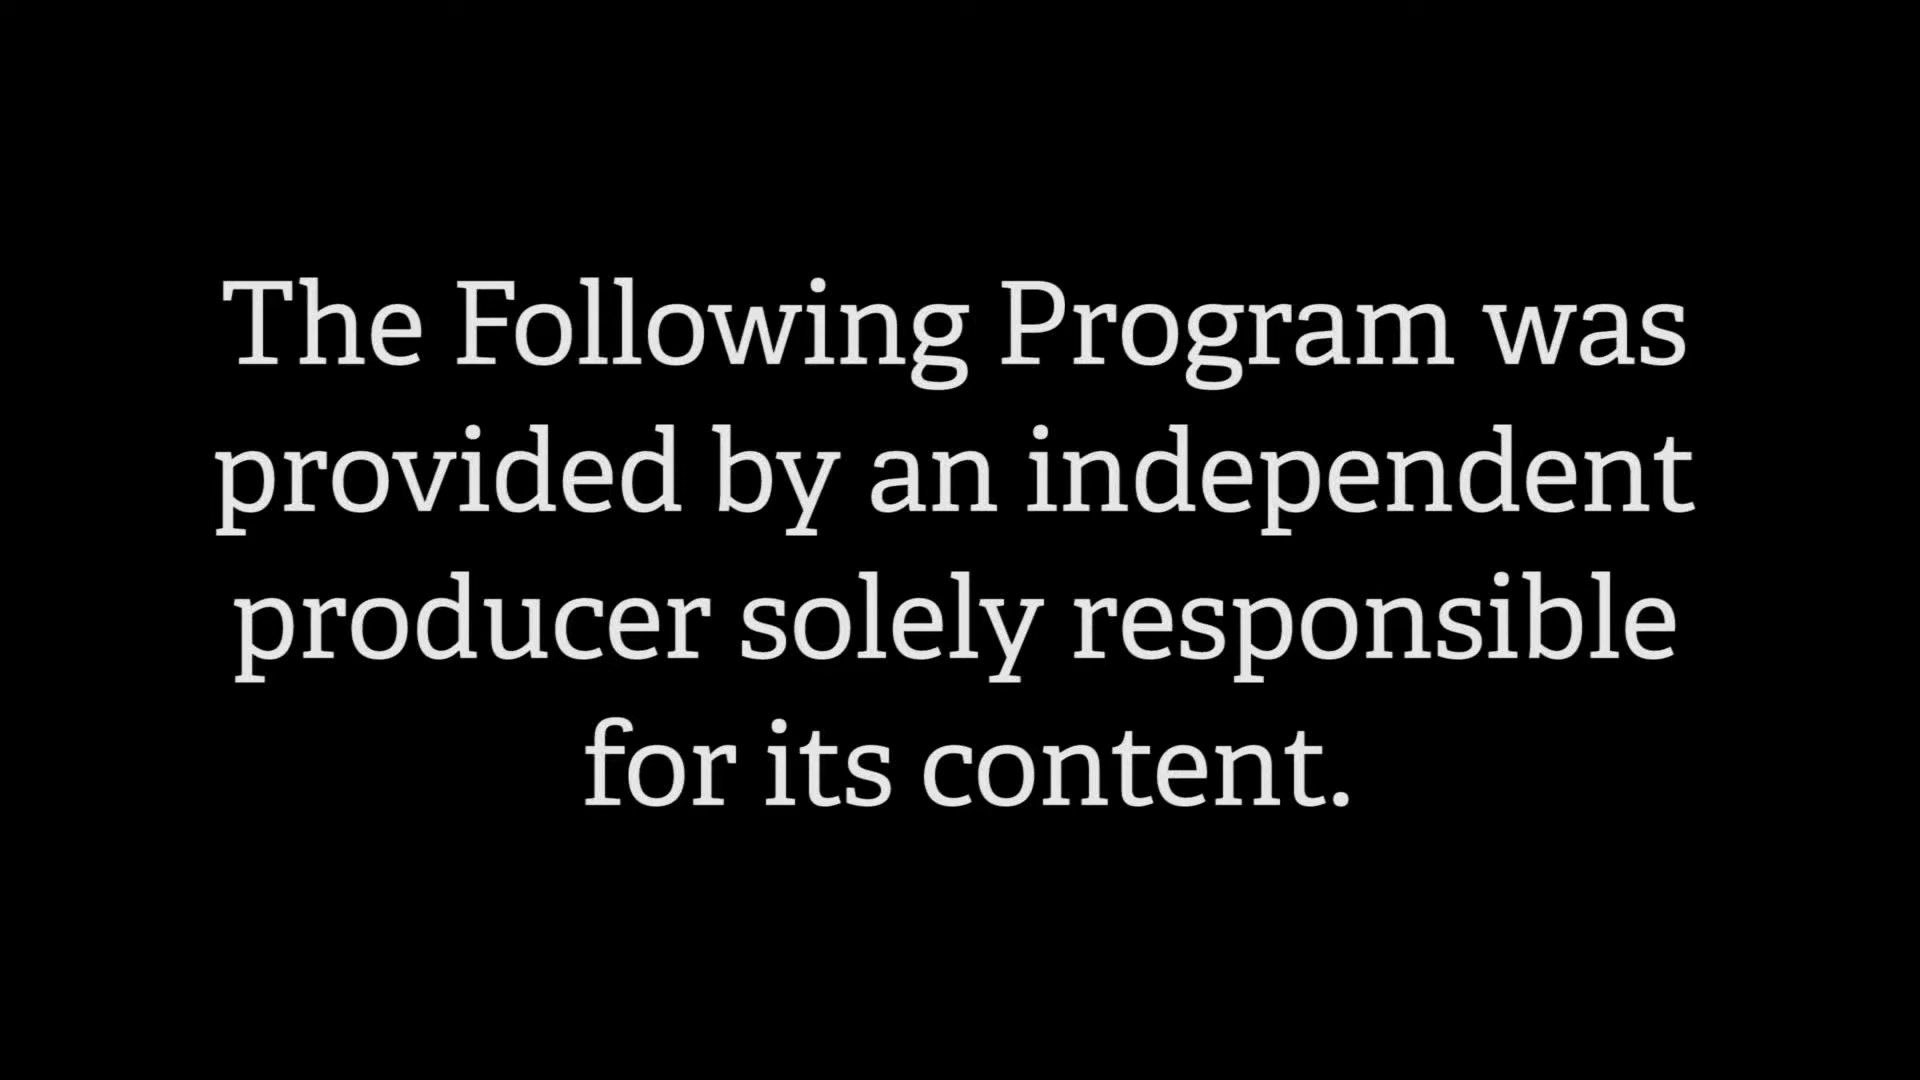 The Following Program was
provided by an independent
producer solely responsible
for its content.